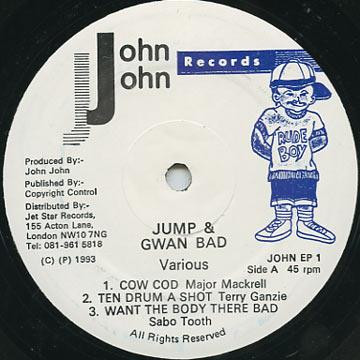 John
John
Records
RUDE
BOY
Produced By:-
John John
Published By:-
Copyright Control
Distributed By:-
Jet Star Records,
155 Acton Lane,
London NW10 7NG
Tel: 081-961 5818
(C) (P) 1993
JUMP &
GWAN BAD
Various
JOHN EP 1
Side A 45 rpm
1. COW COD Major Mackrell
2. TEN DRUM A SHOT Terry Ganzie
3. WANT THE BODY THERE BAD
Sabo Tooth
All Rights Reserved